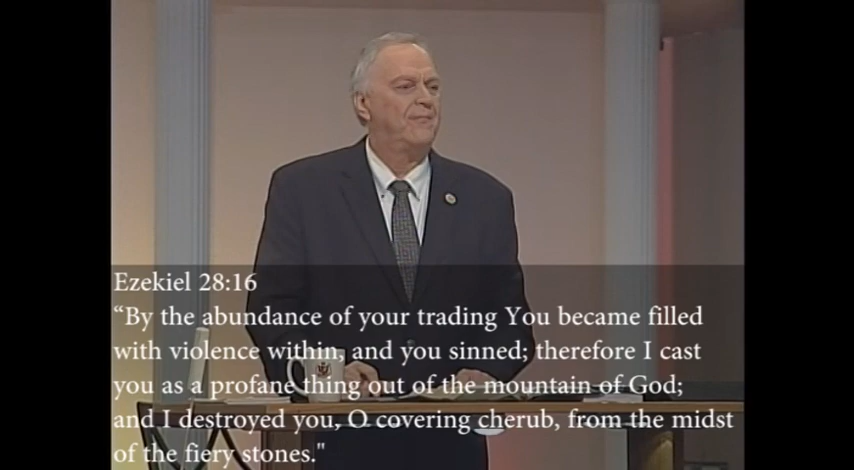 Ezekiel 28:16
“By the abundance of your trading You became filled
with violence within, and you sinned; therefore I cast
you as a profane thing out of the mountain of God;
and I destroyed you, O covering cherub, from the midst
of the fiery stones."